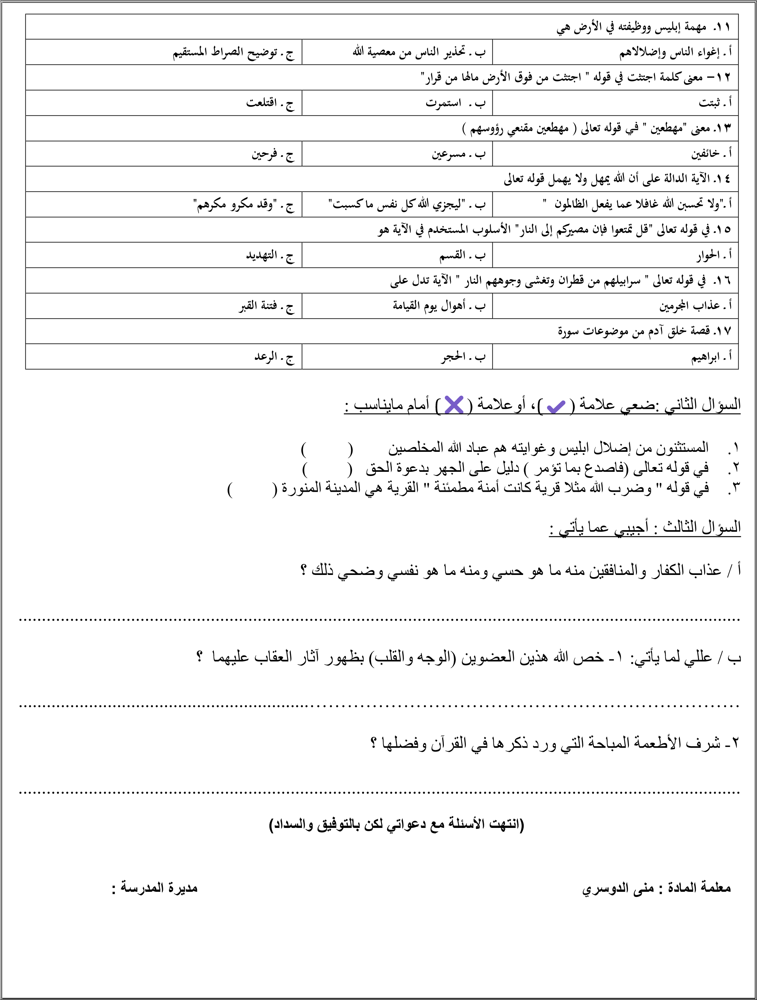 ١١. مهمة إبليس ووظيفته في الأرض هي
أ . إغواء الناس وإضلالاهم ب . تحذير الناس من معصية الله ج . توضيح الصراط المستقيم
١٢– معنى كلمة اجتثت في قوله " اجتثت من فوق الأرض مالها من قرار"
أ . ثبتت ب . استمرت ج . اقتلعت
١٣. معنى "مهطعين " في قوله تعالى ( مهطعين مقنعي رؤوسهم )
أ . خائفين ب . مسرعين ج . فرحين
١٤. الآية الدالة على أن الله يمهل ولا يهمل قوله تعالى
أ ."ولا تحسبن الله غافلا عما يفعل الظالمون " ب . "ليجزي الله كل نفس ما كسبت" ج . "وقد مكرو مكرهم"
١٥. في قوله تعالى "قل تمتعوا فإن مصيركم إلى النار" الأسلوب المستخدم في الآية هو
أ . الحوار ب . القسم ج . التهديد
١٦. في قوله تعالى " سرابيلهم من قطران وتغشى وجوههم النار " الآية تدل على
أ . عذاب المجرمين ب . أهوال يوم القيامة ج . فتنة القبر
١٧. قصة خلق آدم من موضوعات سورة
أ . ابراهيم ب . الحجر ج . الرعد
السؤال الثاني :ضعي علامة ( ✓ )، أوعلامة ( ✗ ) أمام مايناسب :
١. المستثنون من إضلال ابليس وغوايته هم عباد الله المخلصين ( )
٢. في قوله تعالى (فاصدع بما تؤمر ) دليل على الجهر بدعوة الحق ( )
٣. في قوله " وضرب الله مثلا قرية كانت أمنة مطمئنة " القرية هي المدينة المنورة ( )
السؤال الثالث : أجيبي عما يأتي :
أ / عذاب الكفار والمنافقين منه ما هو حسي ومنه ما هو نفسي وضحي ذلك ؟
ب / عللي لما يأتي: ١- خص الله هذين العضوين (الوجه والقلب) بظهور آثار العقاب عليهما ؟
٢- شرف الأطعمة المباحة التي ورد ذكرها في القرآن وفضلها ؟
(انتهت الأسئلة مع دعواتي لكن بالتوفيق والسداد)
معلمة المادة : منى الدوسري مديرة المدرسة :